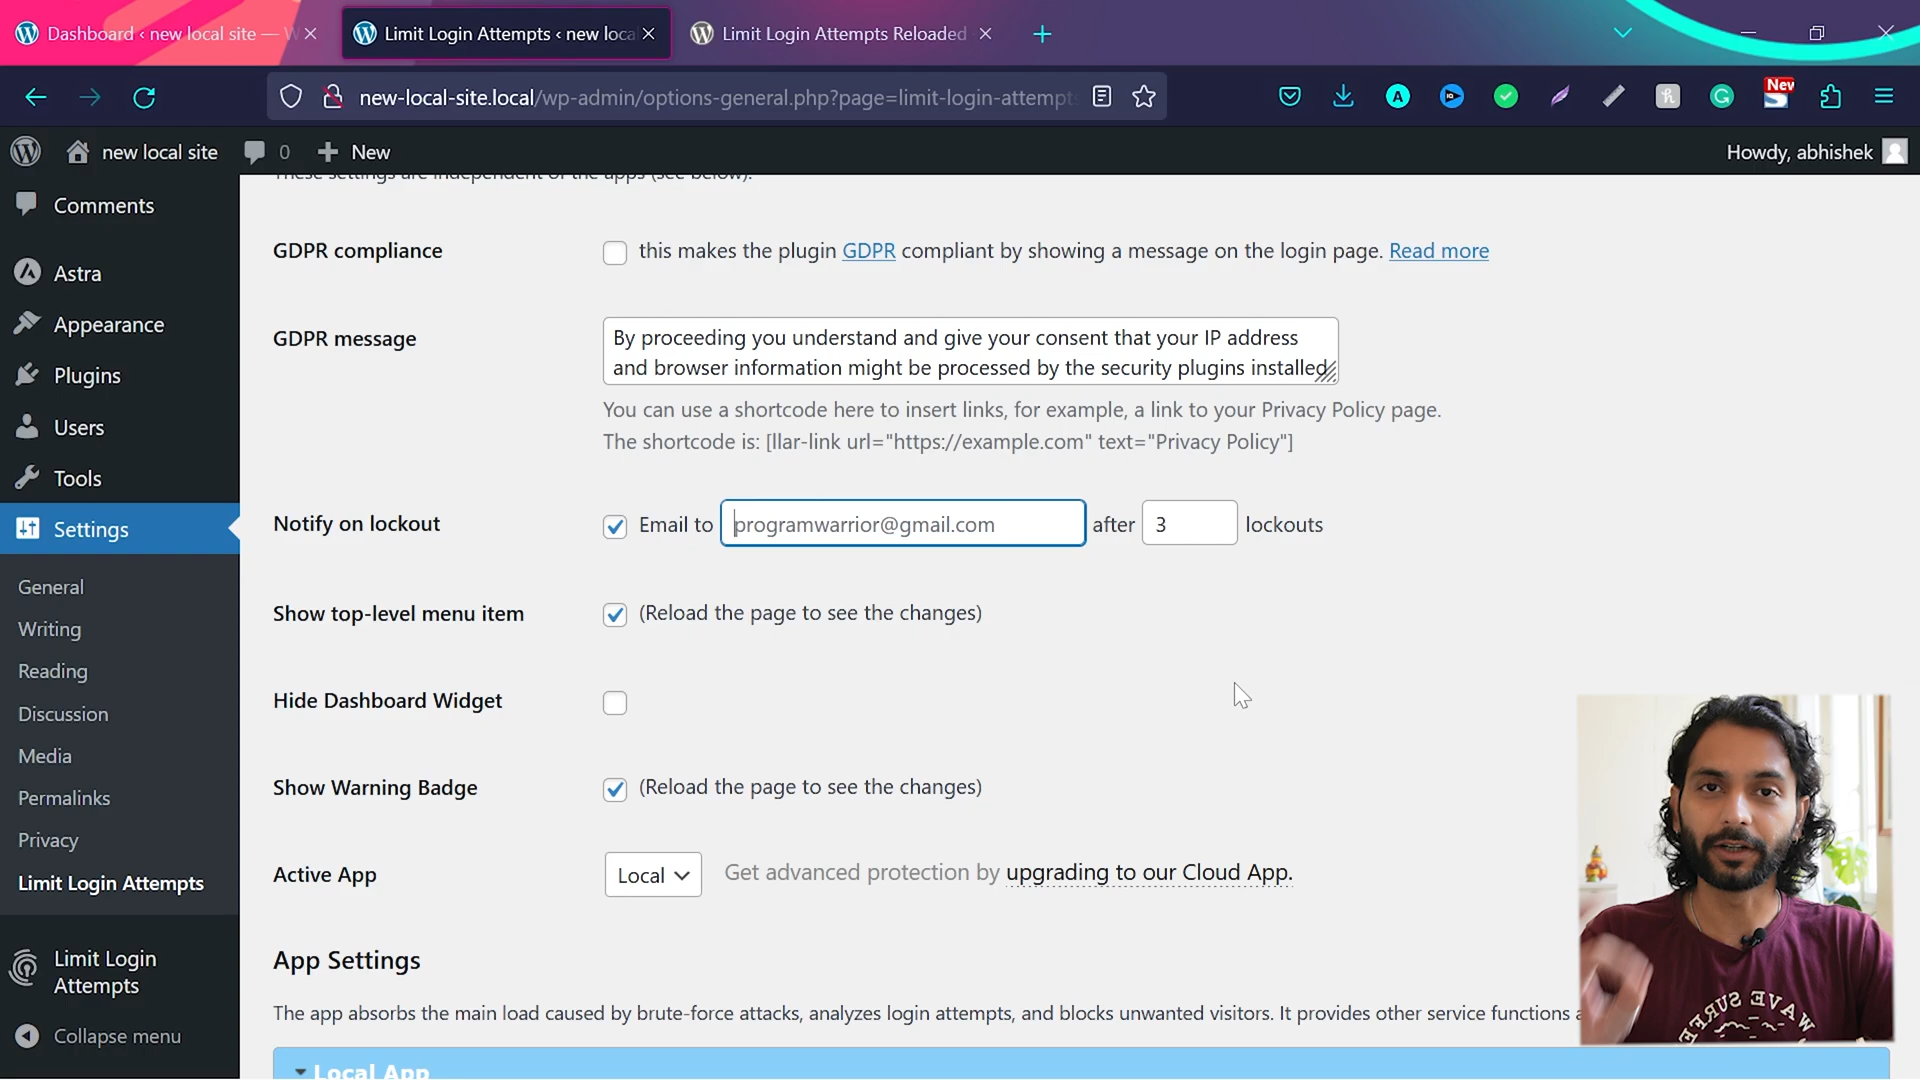 Dashboard ‹ new local site — W
Limit Login Attempts ‹ new loca
Limit Login Attempts Reloaded
new-local-site.local/wp-admin/options-general.php?page=limit-login-attempt
New
new local site
0
New
Howdy, abhishek
These settings are independent of the apps (see below).
Comments
Astra
Appearance
Plugins
Users
Tools
Settings
General
Writing
Reading
Discussion
Media
Permalinks
Privacy
Limit Login Attempts
Limit Login
Attempts
Collapse menu
GDPR compliance
this makes the plugin GDPR compliant by showing a message on the login page. Read more
GDPR message
By proceeding you understand and give your consent that your IP address
and browser information might be processed by the security plugins installed
You can use a shortcode here to insert links, for example, a link to your Privacy Policy page.
The shortcode is: [llar-link url="https://example.com" text="Privacy Policy"]
Notify on lockout
Email to programwarrior@gmail.com after 3 lockouts
Show top-level menu item
(Reload the page to see the changes)
Hide Dashboard Widget
Show Warning Badge
(Reload the page to see the changes)
Active App
Local
Get advanced protection by upgrading to our Cloud App.
App Settings
The app absorbs the main load caused by brute-force attacks, analyzes login attempts, and blocks unwanted visitors. It provides other service functions a
Local App